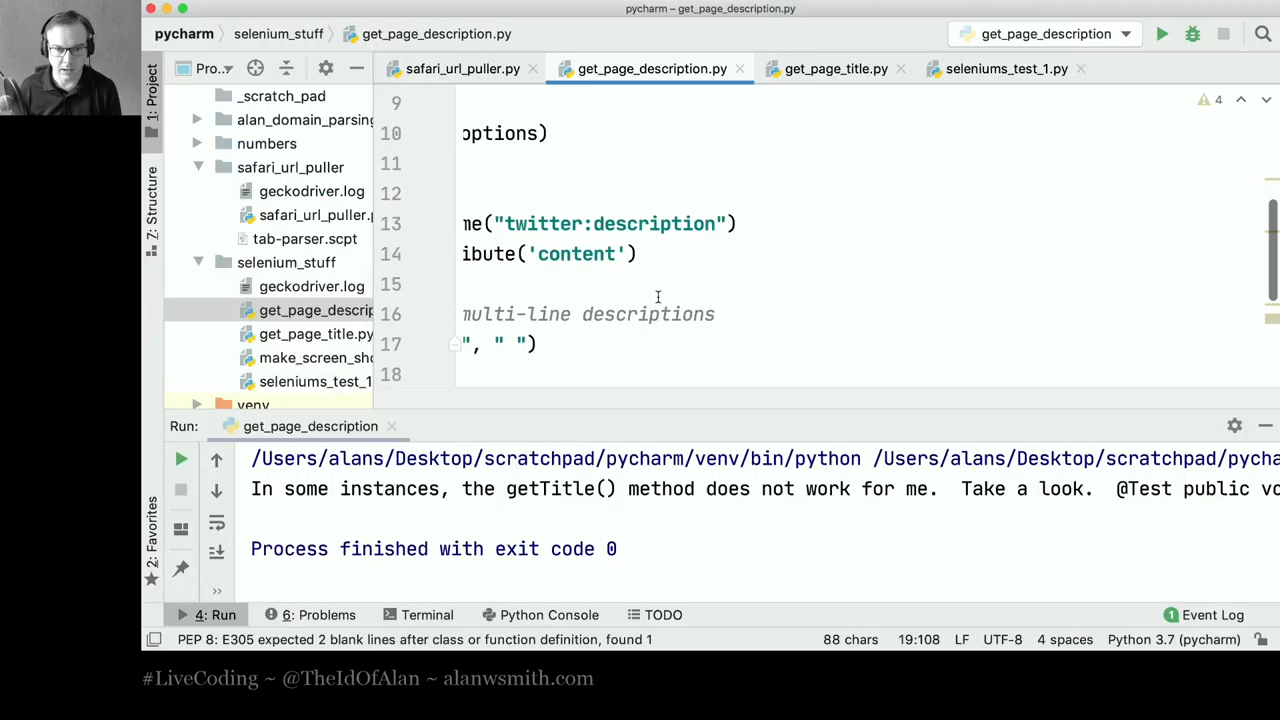 pycharm – get_page_description.py
pycharm selenium_stuff get_page_description.py get_page_description
1: Project
Pro... safari_url_puller.py get_page_description.py get_page_title.py seleniums_test_1.py
_scratch_pad
alan_domain_parsing
numbers
safari_url_puller
geckodriver.log
safari_url_puller.p
tab-parser.scpt
selenium_stuff
geckodriver.log
get_page_descrip
get_page_title.py
make_screen_sho
seleniums_test_1
venv
7: Structure
4
9
10 options)
11
12
13 me("twitter:description")
14 ibute('content')
15
16 multi-line descriptions
17 ", " ")
18
Run: get_page_description
/Users/alans/Desktop/scratchpad/pycharm/venv/bin/python /Users/alans/Desktop/scratchpad/pycha
In some instances, the getTitle() method does not work for me.  Take a look.  @Test public vo
Process finished with exit code 0
2: Favorites
4: Run 6: Problems Terminal Python Console TODO 1 Event Log
PEP 8: E305 expected 2 blank lines after class or function definition, found 1 88 chars 19:108 LF UTF-8 4 spaces Python 3.7 (pycharm)
#LiveCoding ~ @TheIdOfAlan ~ alanwsmith.com